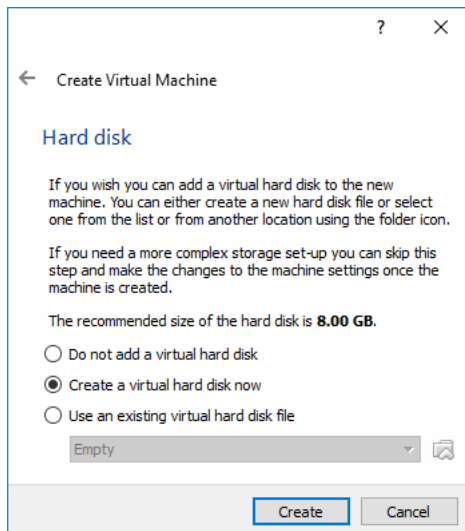 ?
Create Virtual Machine
Hard disk
If you wish you can add a virtual hard disk to the new
machine. You can either create a new hard disk file or select
one from the list or from another location using the folder icon.
If you need a more complex storage set-up you can skip this
step and make the changes to the machine settings once the
machine is created.
The recommended size of the hard disk is 8.00 GB.
Do not add a virtual hard disk
Create a virtual hard disk now
Use an existing virtual hard disk file
Empty
Create Cancel